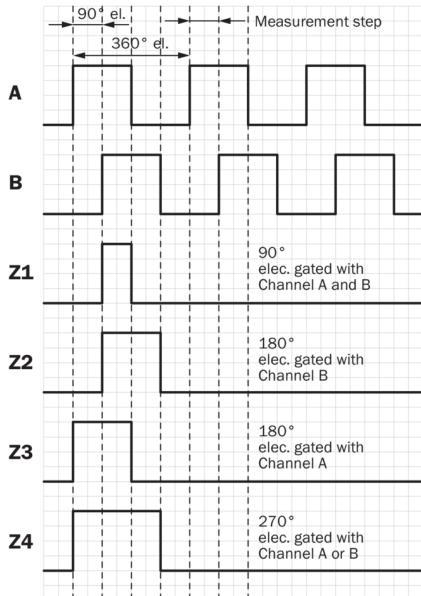 90° el.
Measurement step
360° el.
A
B
Z1
90°
elec. gated with
Channel A and B
Z2
180°
elec. gated with
Channel B
Z3
180°
elec. gated with
Channel A
Z4
270°
elec. gated with
Channel A or B